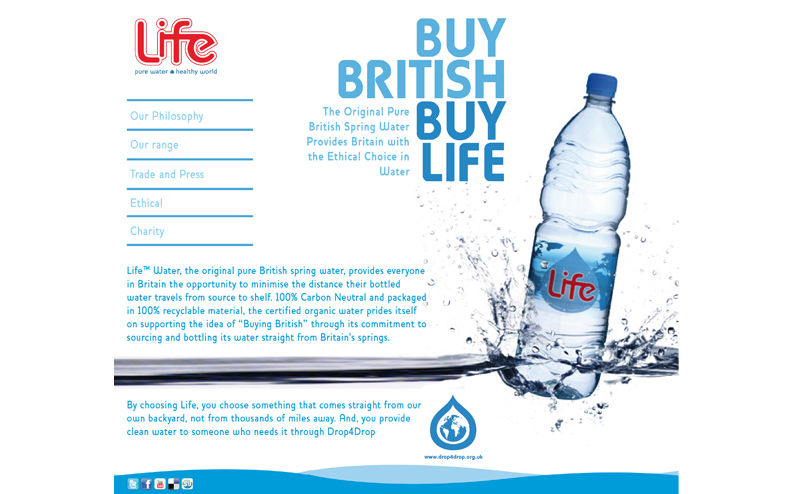 Life
pure water healthy world
BUY
BRITISH
BUY
LIFE
The Original Pure
British Spring Water
Provides Britain with
the Ethical Choice in
Water
Our Philosophy
Our range
Trade and Press
Ethical
Charity
Life™ Water, the original pure British spring water, provides everyone
in Britain the opportunity to minimise the distance their bottled
water travels from source to shelf. 100% Carbon Neutral and packaged
in 100% recyclable material, the certified organic water prides itself
on supporting the idea of "Buying British" through its commitment to
sourcing and bottling its water straight from Britain's springs.
Life
By choosing Life, you choose something that comes straight from our
own backyard, not from thousands of miles away. And, you provide
clean water to someone who needs it through Drop4Drop
www.drop4drop.org.uk